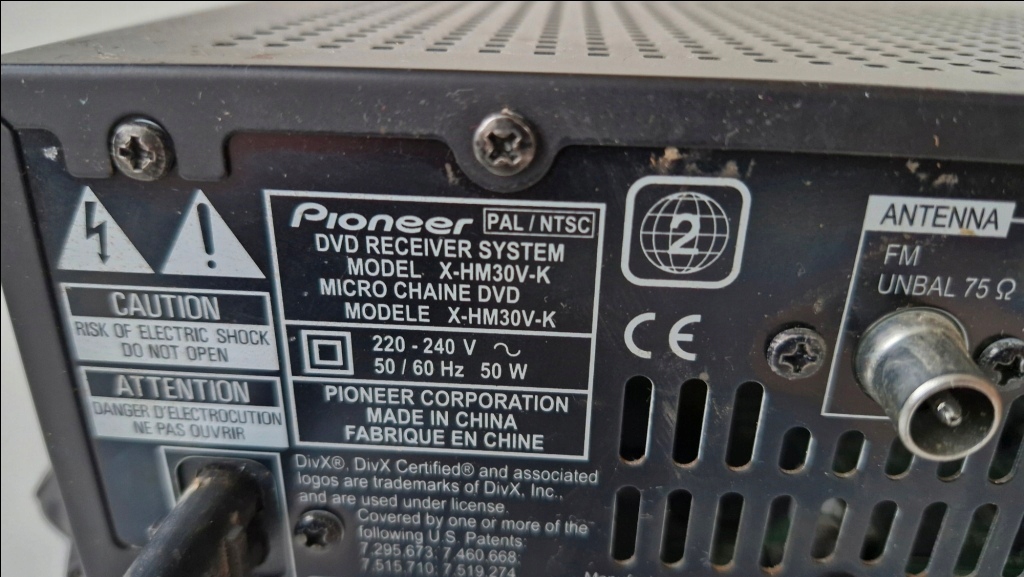 Pioneer PAL / NTSC
DVD RECEIVER SYSTEM
MODEL X-HM30V-K
MICRO CHAINE DVD
MODELE X-HM30V-K
220 - 240 V ~
50 / 60 Hz 50 W
PIONEER CORPORATION
MADE IN CHINA
FABRIQUE EN CHINE
CAUTION
RISK OF ELECTRIC SHOCK
DO NOT OPEN
ATTENTION
DANGER D'ELECTROCUTION
NE PAS OUVRIR
DivX®, DivX Certified® and associated
logos are trademarks of DivX, Inc.,
and are used under license.
Covered by one or more of the
following U.S. Patents:
7,295,673; 7,460,668;
7,515,710; 7,519,274
2
CE
ANTENNA
FM
UNBAL 75 Ω